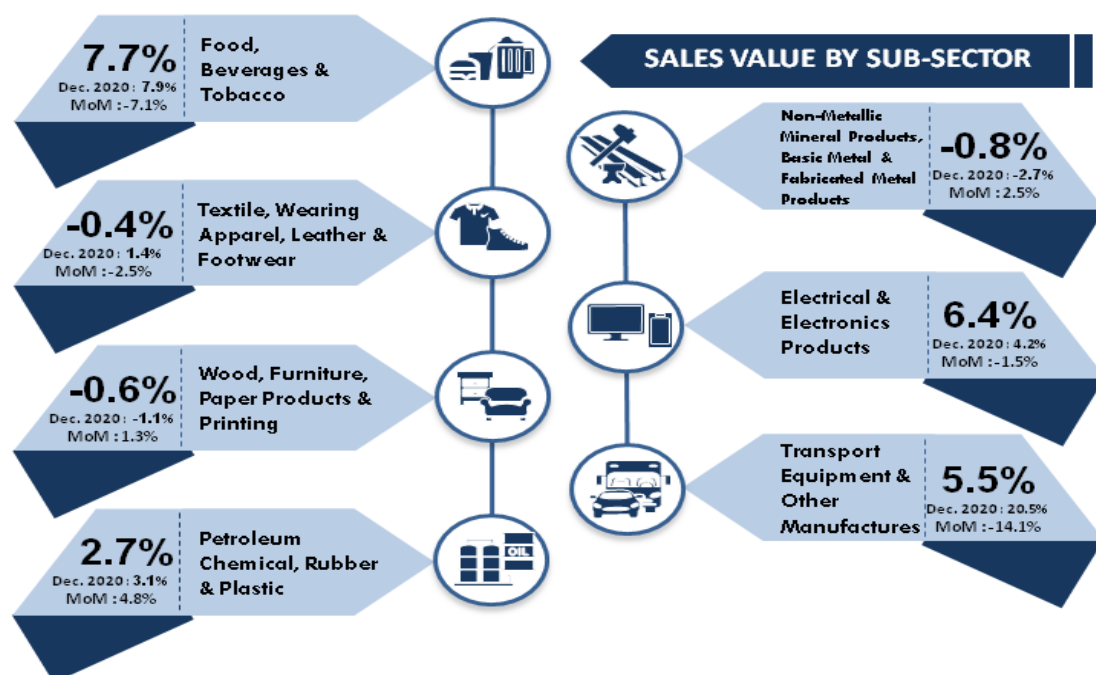 SALES VALUE BY SUB-SECTOR
7.7%
Dec. 2020 : 7.9%
MoM : -7.1%
Food,
Beverages &
Tobacco
-0.4%
Dec. 2020 : 1.4%
MoM : -2.5%
Textile, Wearing
Apparel, Leather &
Footwear
-0.6%
Dec. 2020 : -1.1%
MoM : 1.3%
Wood, Furniture,
Paper Products &
Printing
2.7%
Dec. 2020 : 3.1%
MoM : 4.8%
Petroleum
Chemical, Rubber
& Plastic
OIL
Non-Metallic
Mineral Products,
Basic Metal &
Fabricated Metal
Products
-0.8%
Dec. 2020 : -2.7%
MoM : 2.5%
Electrical &
Electronics
Products
6.4%
Dec. 2020 : 4.2%
MoM : -1.5%
Transport
Equipment &
Other
Manufactures
5.5%
Dec. 2020 : 20.5%
MoM : -14.1%